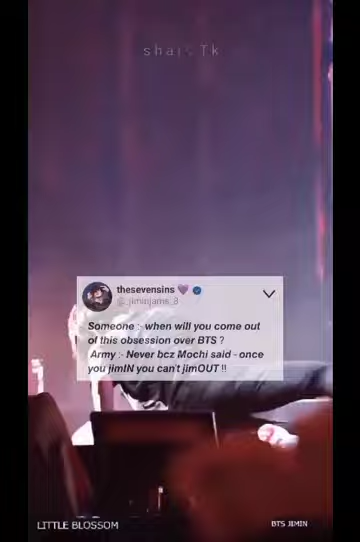 thesevensins 💜
@_jiminjams_8
Someone :- when will you come out
of this obsession over BTS ?
Army :- Never bcz Mochi said - once
you jimIN you can't jimOUT !!
LITTLE BLOSSOM
BTS JIMIN